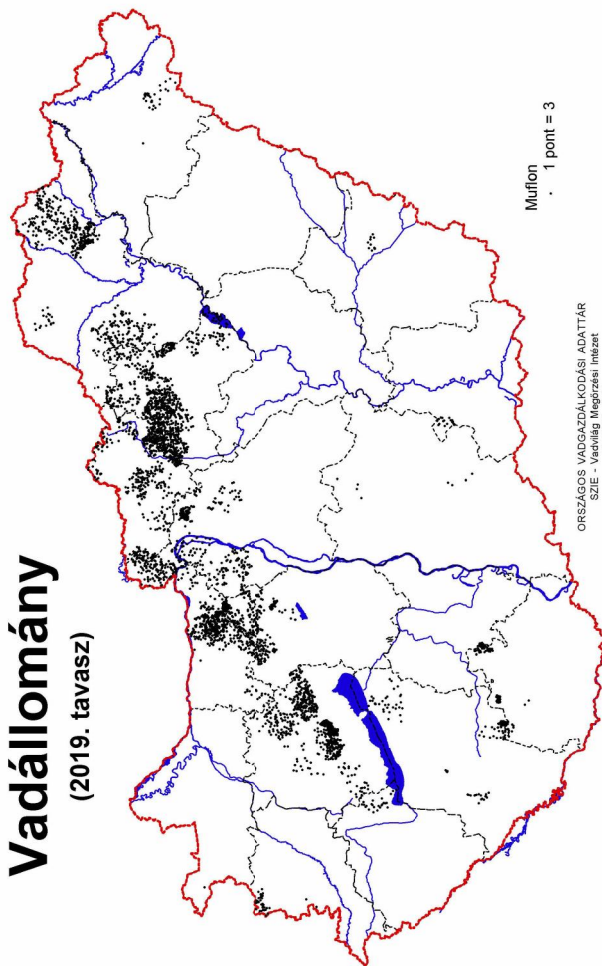 Vadállomány
(2019. tavasz)
Muflon
. 1 pont = 3
ORSZÁGOS VADGAZDÁLKODÁSI ADATTÁR
SZIE - Vadvilág Megőrzési Intézet